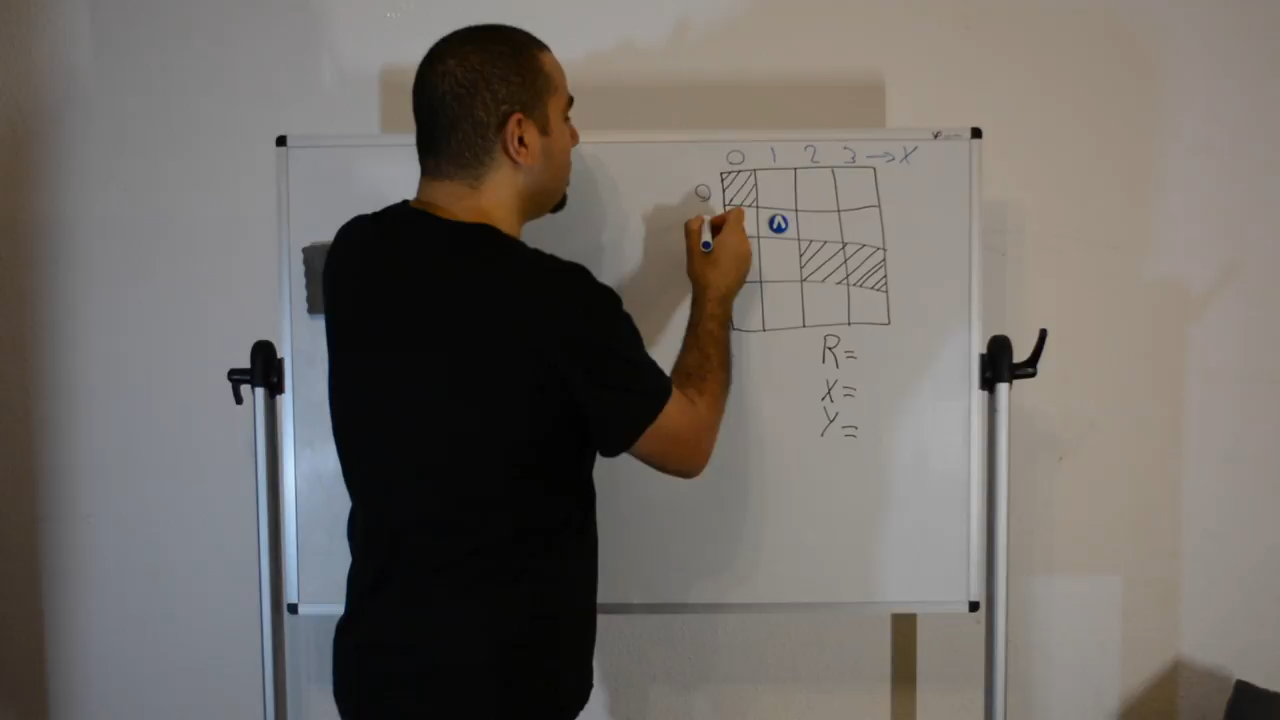 0 1 2 3 → X
0
R=
X=
Y=